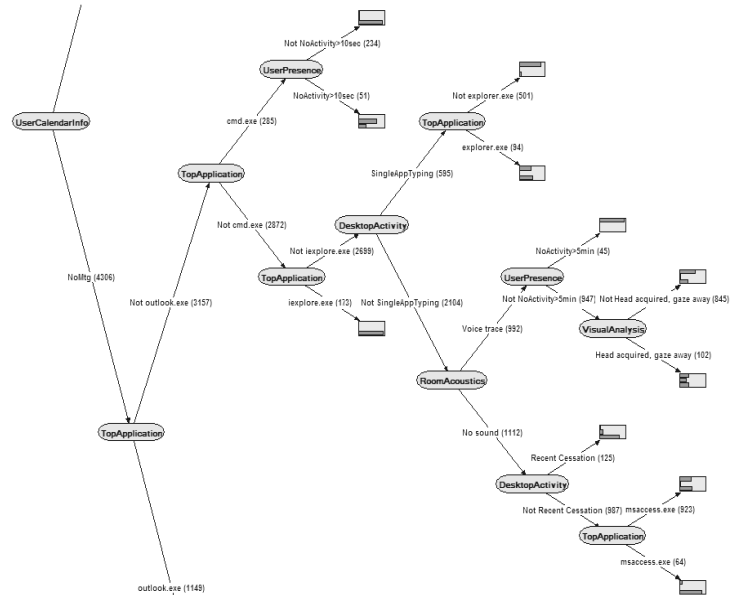 Not NoActivity>10sec (234)
UserPresence
NoActivity>10sec (51)
Not explorer.exe (501)
UserCalendarInfo
cmd.exe (285)
TopApplication
explorer.exe (94)
TopApplication
SingleAppTyping (595)
Not cmd.exe (2872)
DesktopActivity
Not iexplore.exe (2699)
NoActivity>5min (45)
NoMtg (4306)
TopApplication
UserPresence
Not outlook.exe (3157)
iexplore.exe (173)
Not SingleAppTyping (2104)
Not NoActivity>5min (947)
Not Head acquired, gaze away (845)
Voice trace (992)
VisualAnalysis
Head acquired, gaze away (102)
RoomAcoustics
TopApplication
No sound (1112)
Recent Cessation (125)
DesktopActivity
Not Recent Cessation (987)
msaccess.exe (923)
TopApplication
msaccess.exe (64)
outlook.exe (1149)